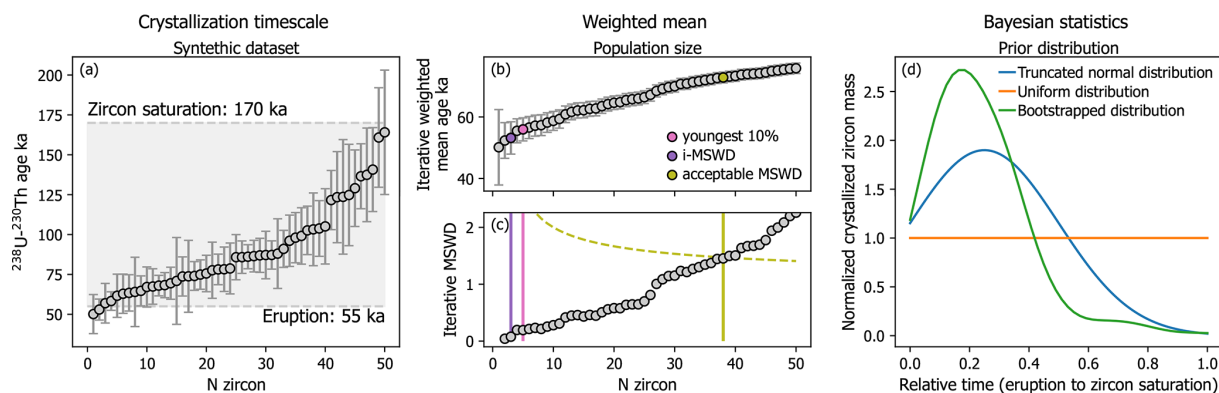 Crystallization timescale
Syntethic dataset
(a)
Zircon saturation: 170 ka
Eruption: 55 ka
²³⁸U-²³⁰Th age ka
200
175
150
125
100
75
50
0 10 20 30 40 50
N zircon
Weighted mean
Population size
(b)
Iterative weighted
mean age ka
60
40
youngest 10%
i-MSWD
acceptable MSWD
(c)
Iterative MSWD
2
1
0
0 10 20 30 40 50
N zircon
Bayesian statistics
Prior distribution
(d)
Truncated normal distribution
Uniform distribution
Bootstrapped distribution
Normalized crystallized zircon mass
2.5
2.0
1.5
1.0
0.5
0.0
0.0 0.2 0.4 0.6 0.8 1.0
Relative time (eruption to zircon saturation)